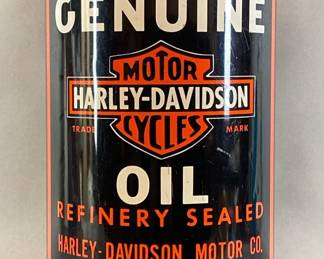 GENUINE
MOTOR
HARLEY-DAVIDSON
TRADE MARK
CYCLES
OIL
REFINERY SEALED
HARLEY-DAVIDSON MOTOR CO.